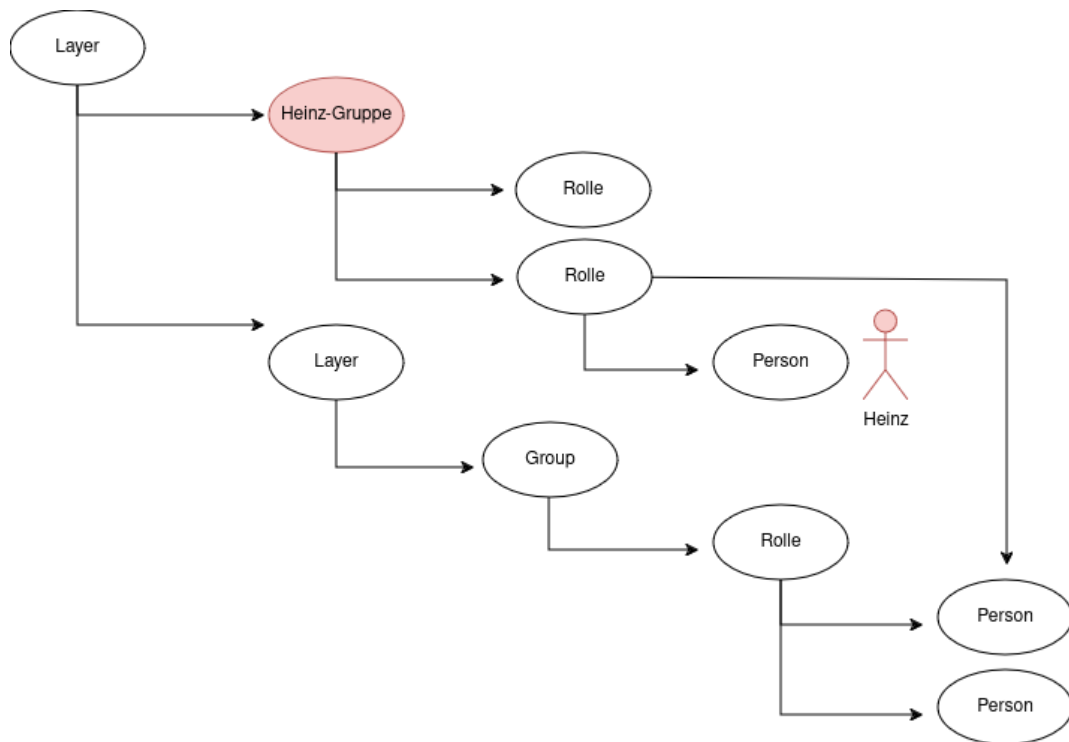 Layer
Heinz-Gruppe
Rolle
Rolle
Layer
Person
Heinz
Group
Rolle
Person
Person